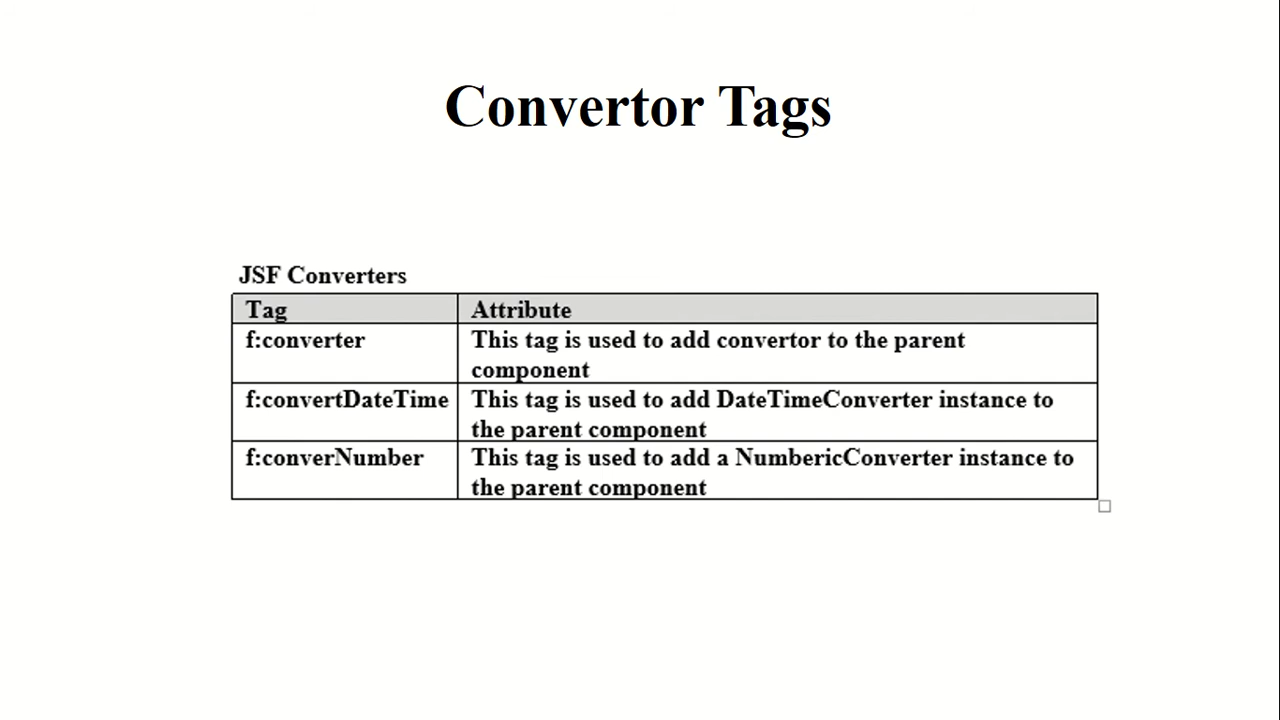 Convertor Tags
JSF Converters
Tag
Attribute
f:converter
This tag is used to add convertor to the parent
component
f:convertDateTime
This tag is used to add DateTimeConverter instance to
the parent component
f:converNumber
This tag is used to add a NumbericConverter instance to
the parent component